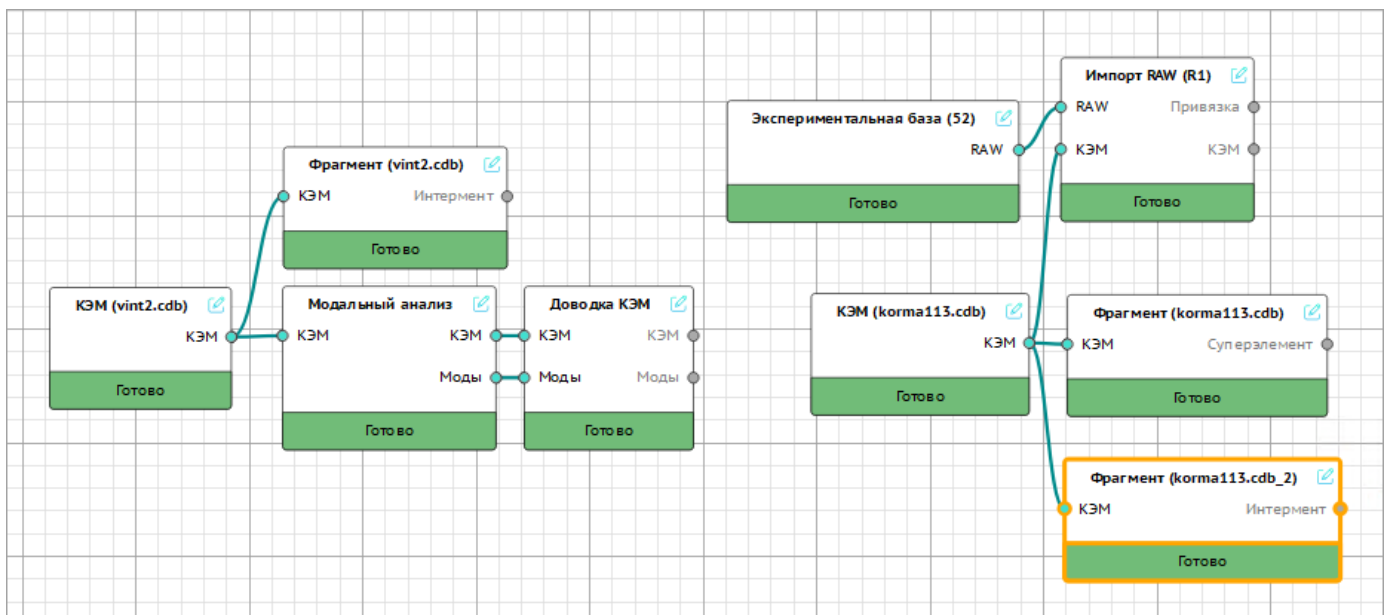 Фрагмент (vint2.cdb)
КЭМ Интермент
Готово
КЭМ (vint2.cdb)
КЭМ
Готово
Модальный анализ
КЭМ КЭМ
Моды
Готово
Доводка КЭМ
КЭМ КЭМ
Моды Моды
Готово
Экспериментальная база (52)
RAW
Готово
Импорт RAW (R1)
RAW Привязка
КЭМ КЭМ
Готово
КЭМ (korma113.cdb)
КЭМ
Готово
Фрагмент (korma113.cdb)
КЭМ Суперэлемент
Готово
Фрагмент (korma113.cdb_2)
КЭМ Интермент
Готово